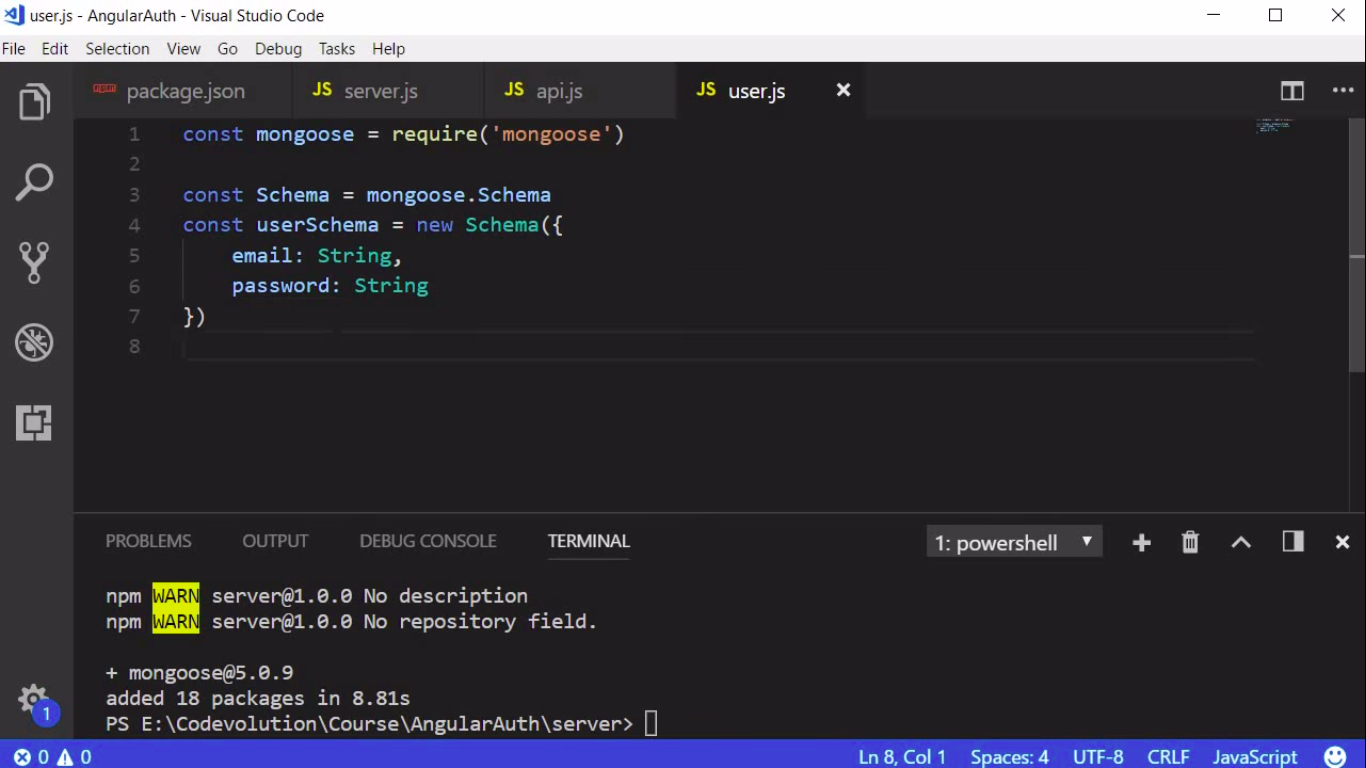 user.js - AngularAuth - Visual Studio Code
File Edit Selection View Go Debug Tasks Help
npm package.json JS server.js JS api.js JS user.js
1 const mongoose = require('mongoose')
2
3 const Schema = mongoose.Schema
4 const userSchema = new Schema({
5     email: String,
6     password: String
7 })
8
PROBLEMS OUTPUT DEBUG CONSOLE TERMINAL 1: powershell
npm WARN server@1.0.0 No description
npm WARN server@1.0.0 No repository field.
+ mongoose@5.0.9
added 18 packages in 8.81s
PS E:\Codevolution\Course\AngularAuth\server>
1
0 0 Ln 8, Col 1 Spaces: 4 UTF-8 CRLF JavaScript